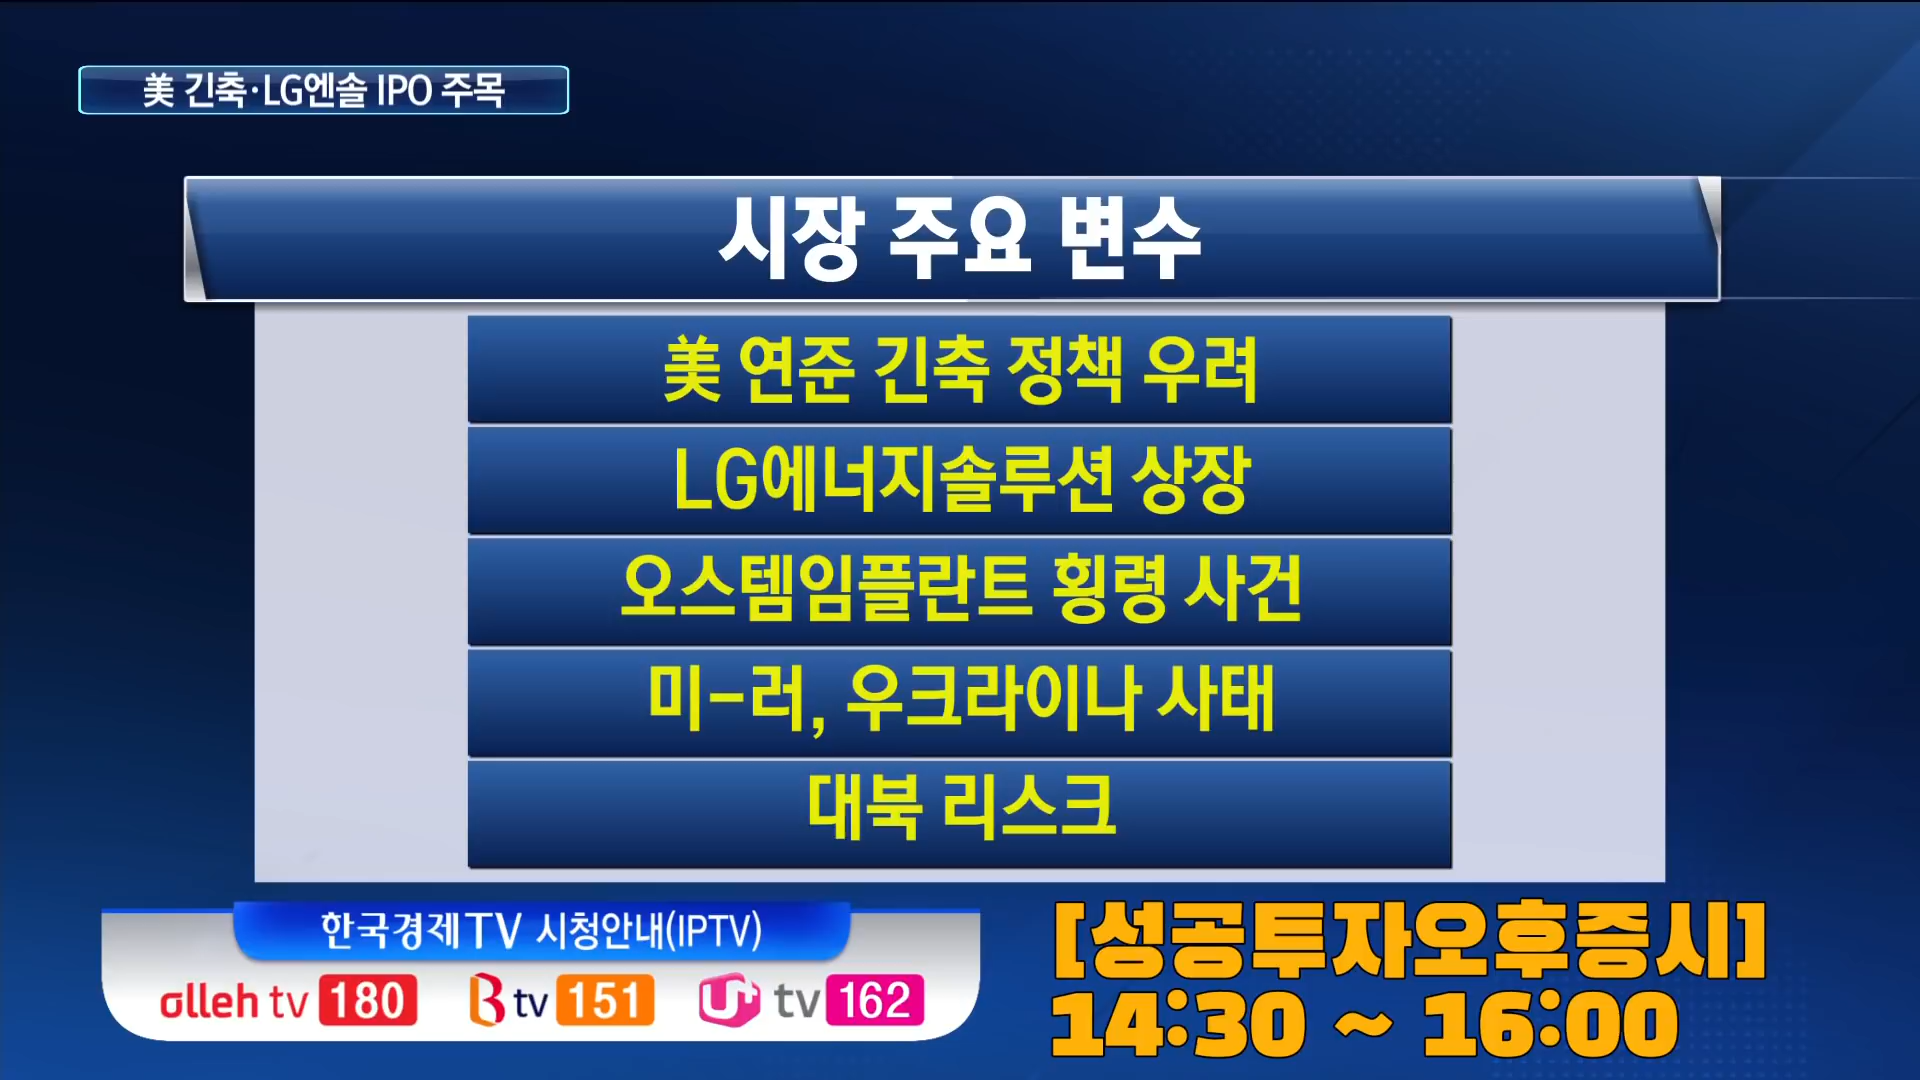 美 긴축·LG엔솔 IPO 주목
시장 주요 변수
美 연준 긴축 정책 우려
LG에너지솔루션 상장
오스템임플란트 횡령 사건
미-러, 우크라이나 사태
대북 리스크
한국경제TV 시청안내(IPTV)
olleh tv 180 B tv 151 U+ tv 162
[성공투자오후증시]
14:30 ~ 16:00